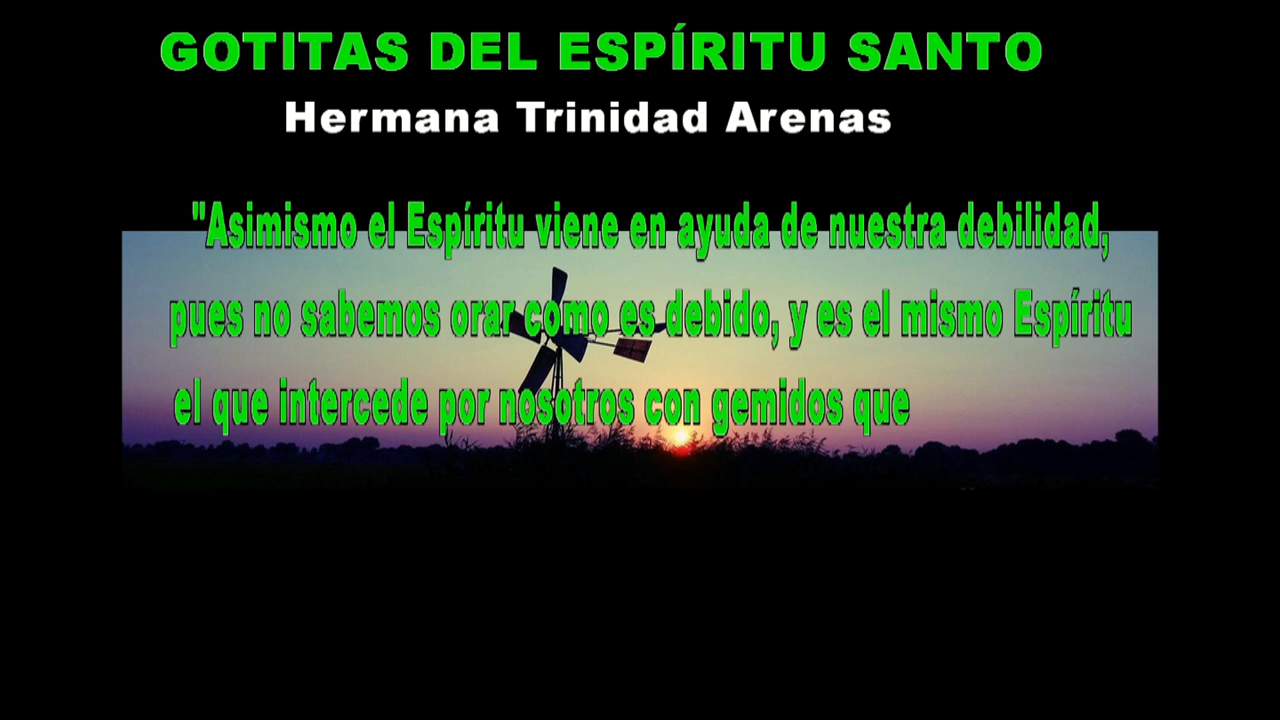 GOTITAS DEL ESPÍRITU SANTO
Hermana Trinidad Arenas
"Asimismo el Espíritu viene en ayuda de nuestra debilidad,
pues no sabemos orar como es debido, y es el mismo Espíritu
el que intercede por nosotros con gemidos que